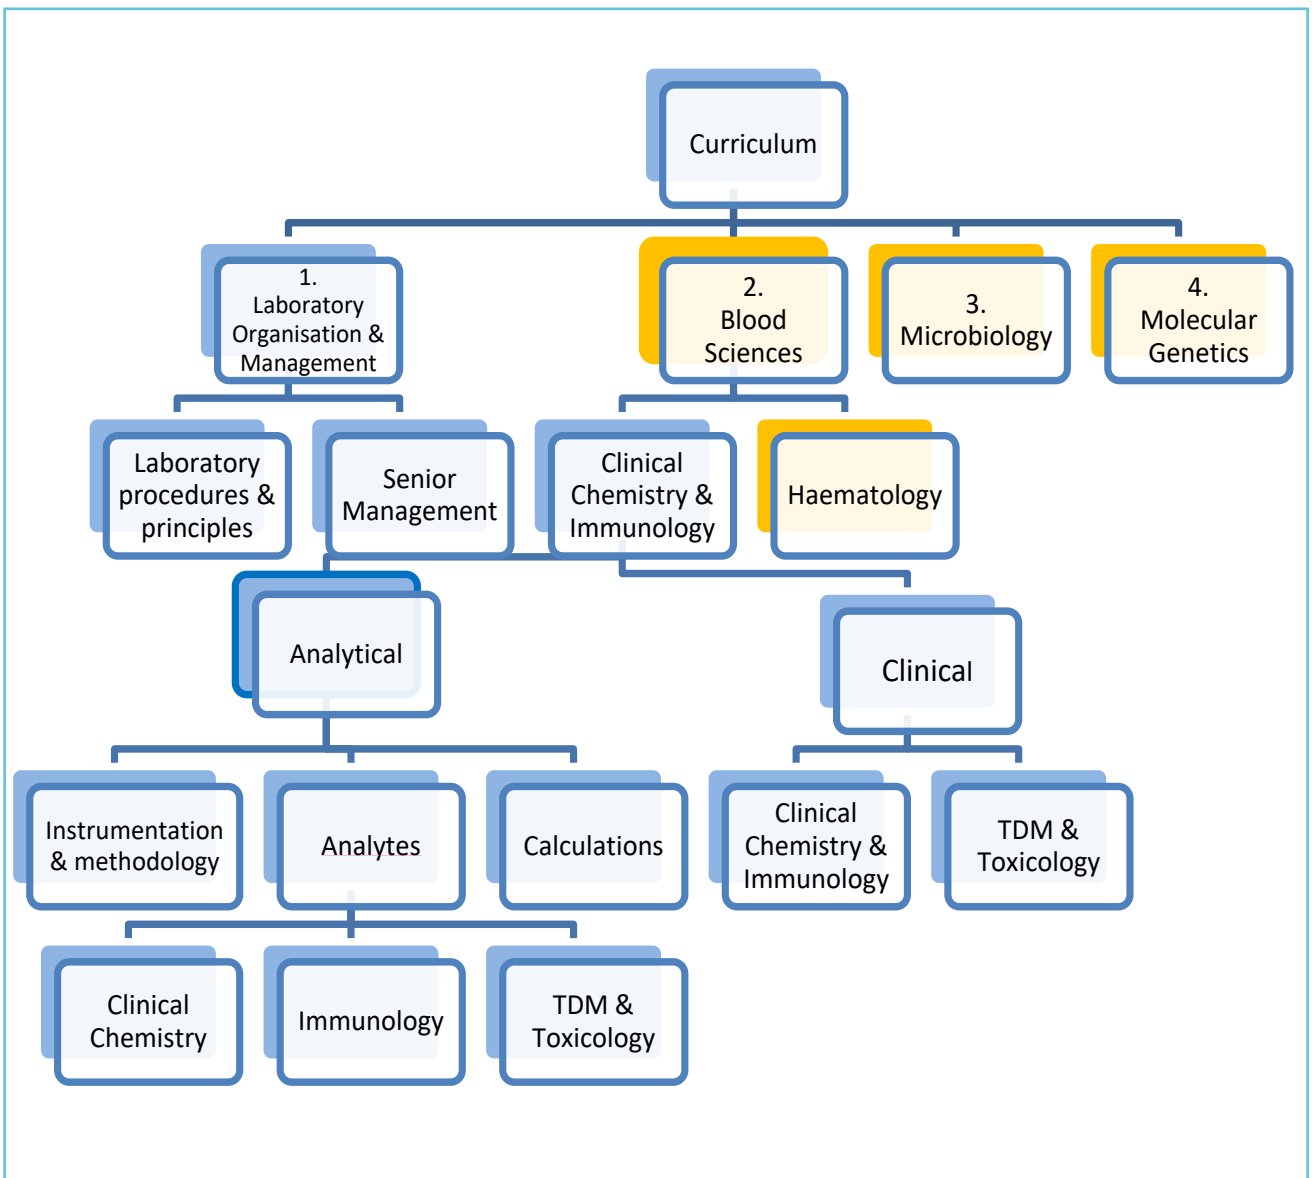 Curriculum
1.
Laboratory
Organisation &
Management
2.
Blood
Sciences
3.
Microbiology
4.
Molecular
Genetics
Laboratory
procedures &
principles
Senior
Management
Clinical
Chemistry &
Immunology
Haematology
Analytical
Clinical
Instrumentation
& methodology
Analytes
Calculations
Clinical
Chemistry &
Immunology
TDM &
Toxicology
Clinical
Chemistry
Immunology
TDM &
Toxicology